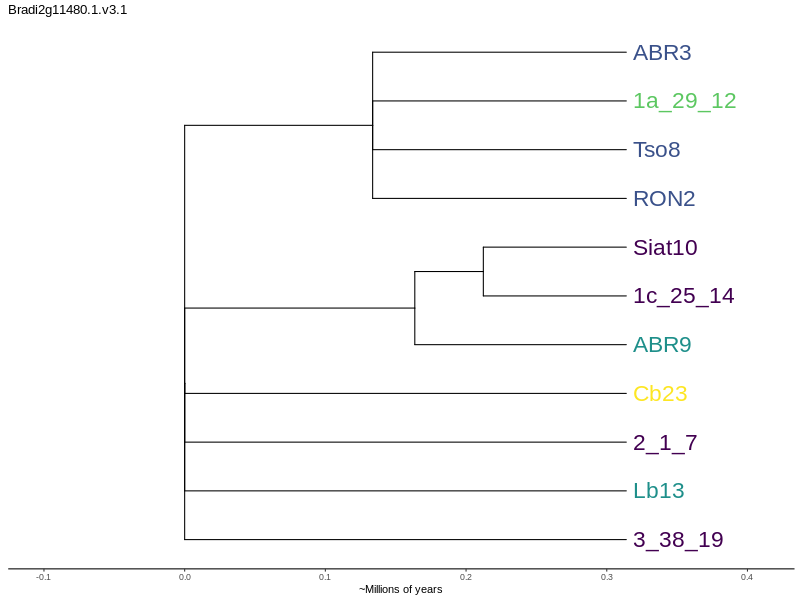 Bradi2g11480.1.v3.1
ABR3
1a_29_12
Tso8
RON2
Siat10
1c_25_14
ABR9
Cb23
2_1_7
Lb13
3_38_19
-0.1 0.0 0.1 0.2 0.3 0.4
~Millions of years